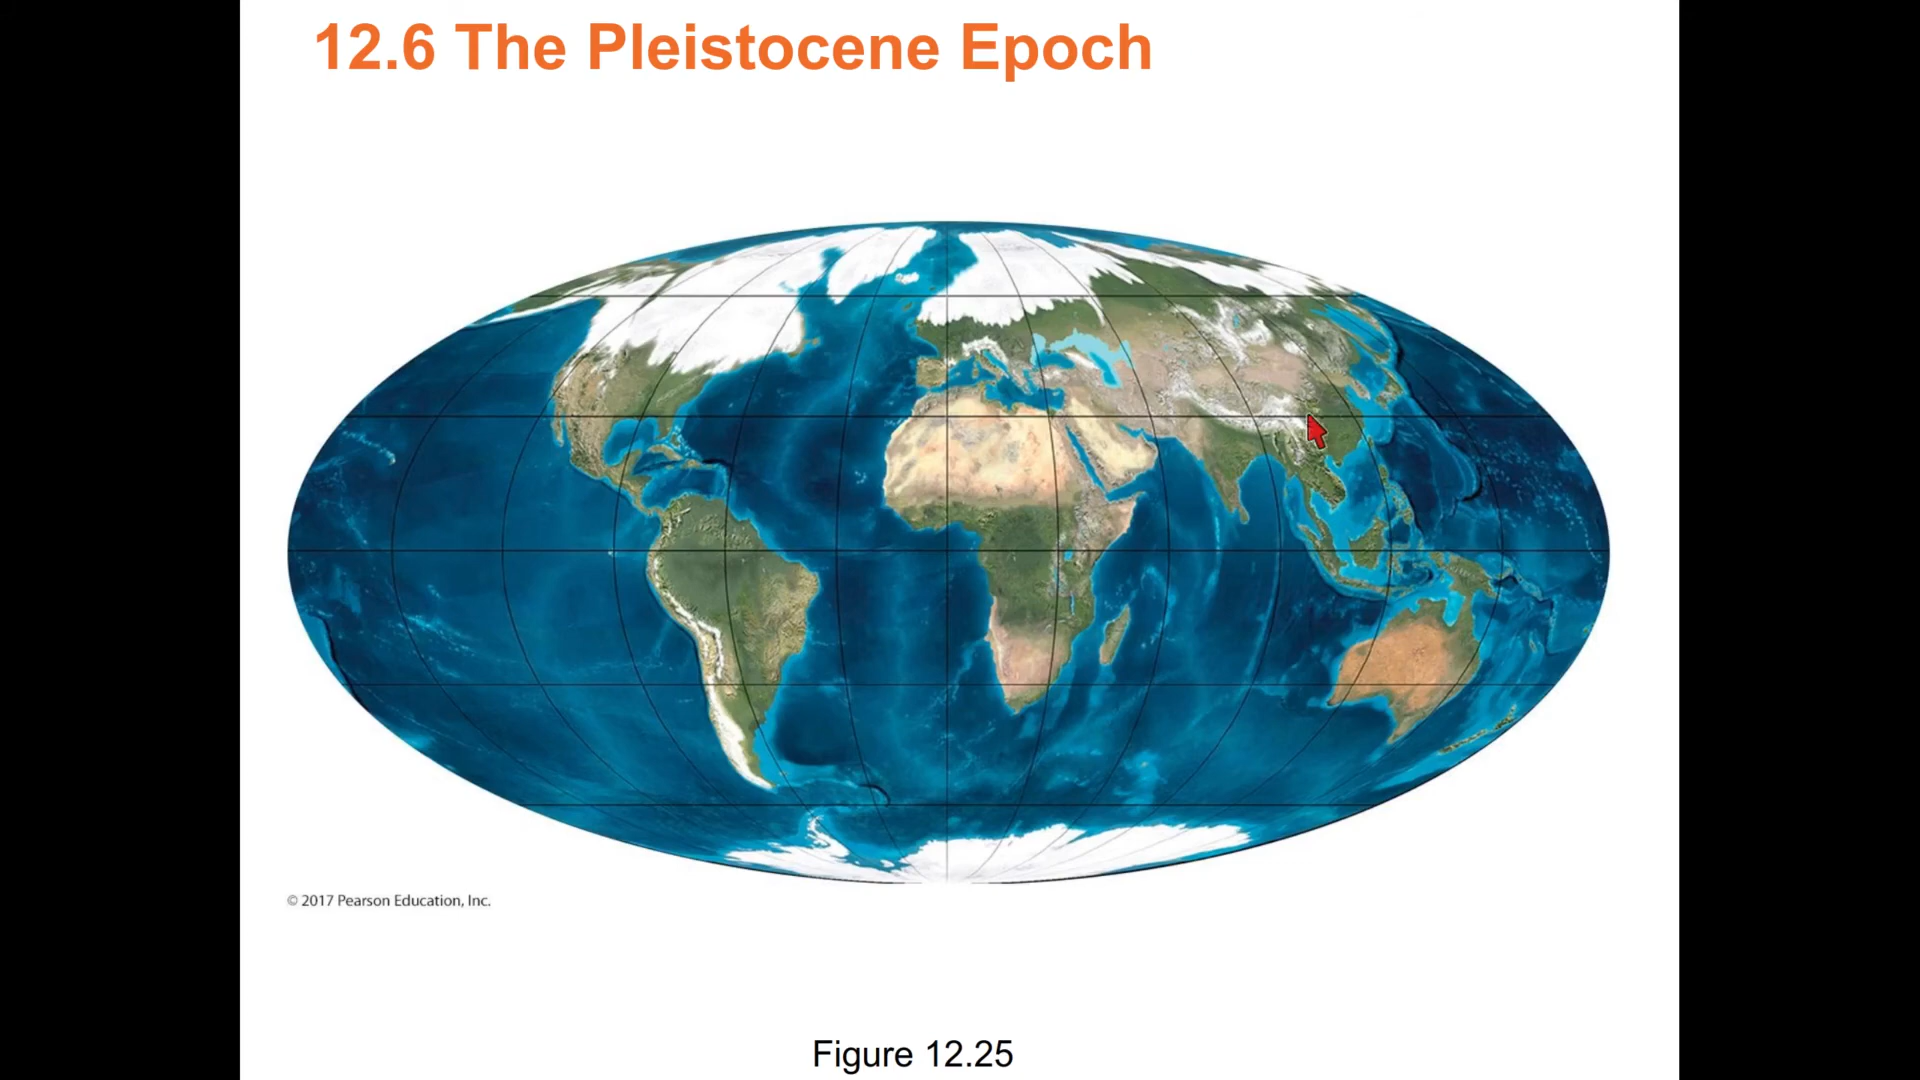 12.6 The Pleistocene Epoch
© 2017 Pearson Education, Inc.
Figure 12.25